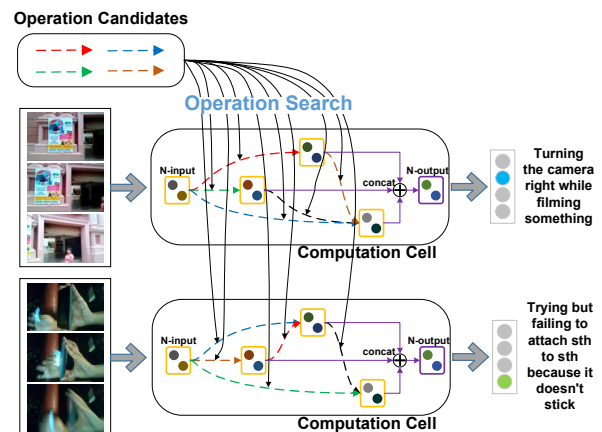 Operation Candidates
Operation Search
N-input
concat
N-output
Computation Cell
Turning
the camera
right while
filming
something
N-input
concat
N-output
Computation Cell
Trying but
failing to
attach sth
to sth
because it
doesn't
stick